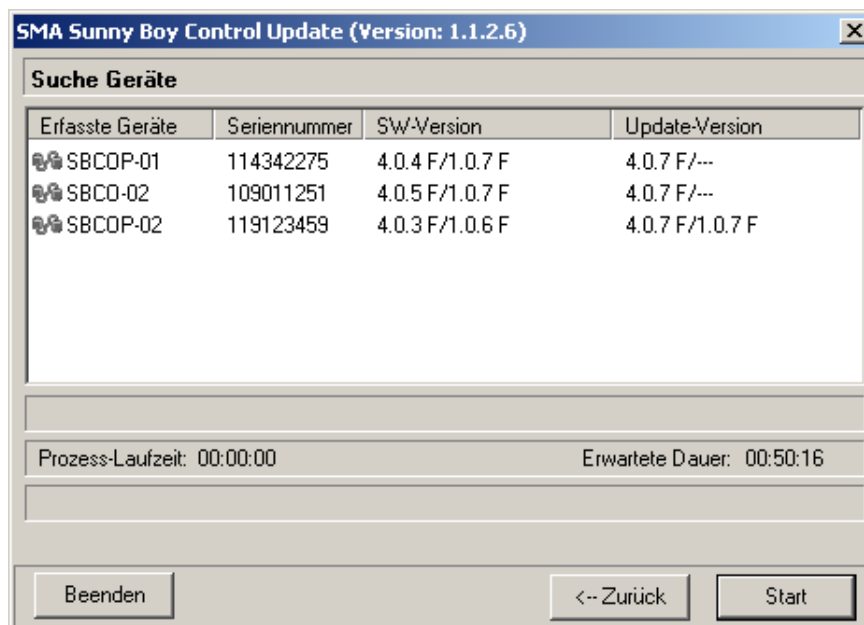 SMA Sunny Boy Control Update (Version: 1.1.2.6)
Suche Geräte
Erfasste Geräte Seriennummer SW-Version Update-Version
SBCOP-01 114342275 4.0.4 F/1.0.7 F 4.0.7 F/---
SBCO-02 109011251 4.0.5 F/1.0.7 F 4.0.7 F/---
SBCOP-02 119123459 4.0.3 F/1.0.6 F 4.0.7 F/1.0.7 F
Prozess-Laufzeit: 00:00:00 Erwartete Dauer: 00:50:16
Beenden <-- Zurück Start